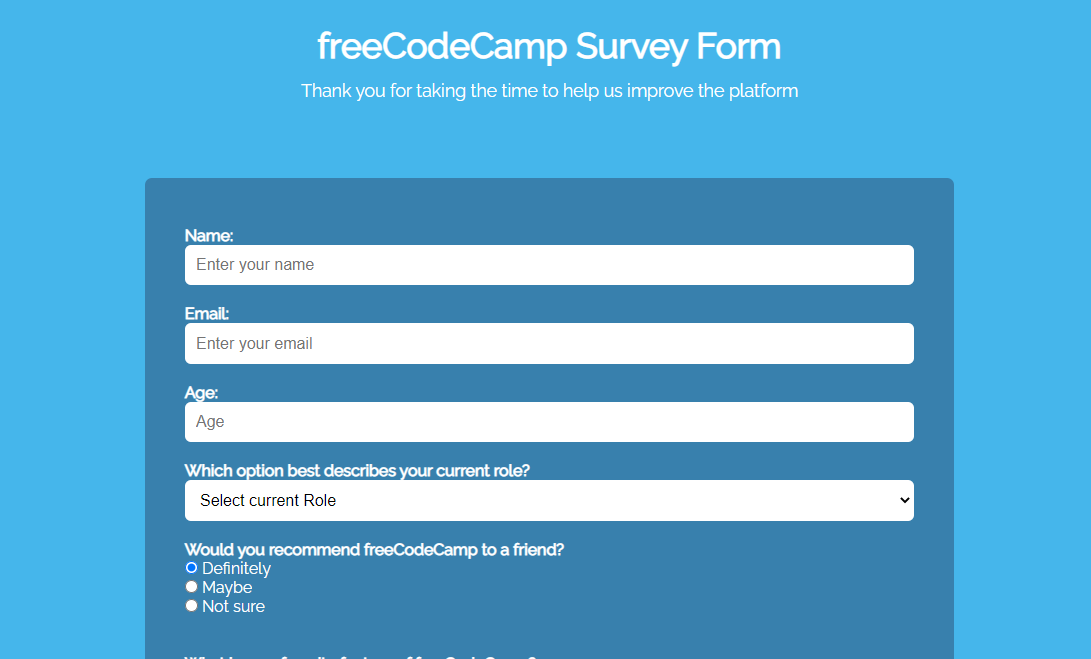 freeCodeCamp Survey Form
Thank you for taking the time to help us improve the platform
Name:
Enter your name
Email:
Enter your email
Age:
Age
Which option best describes your current role?
Select current Role
Would you recommend freeCodeCamp to a friend?
Definitely
Maybe
Not sure